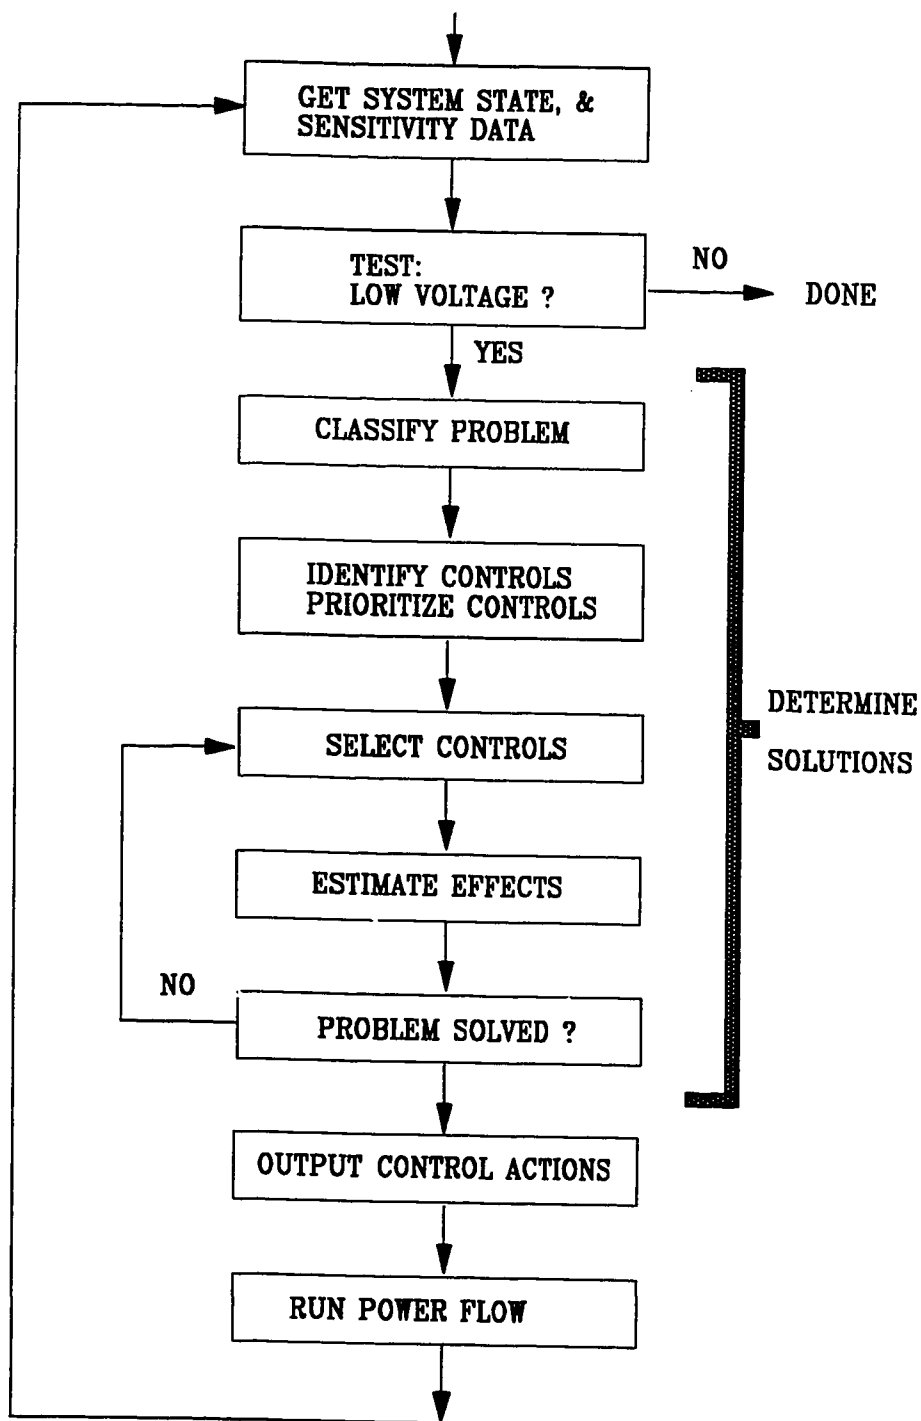 GET SYSTEM STATE, &
SENSITIVITY DATA
TEST:
LOW VOLTAGE ?
NO
DONE
YES
CLASSIFY PROBLEM
IDENTIFY CONTROLS
PRIORITIZE CONTROLS
SELECT CONTROLS
DETERMINE
SOLUTIONS
ESTIMATE EFFECTS
NO
PROBLEM SOLVED ?
OUTPUT CONTROL ACTIONS
RUN POWER FLOW